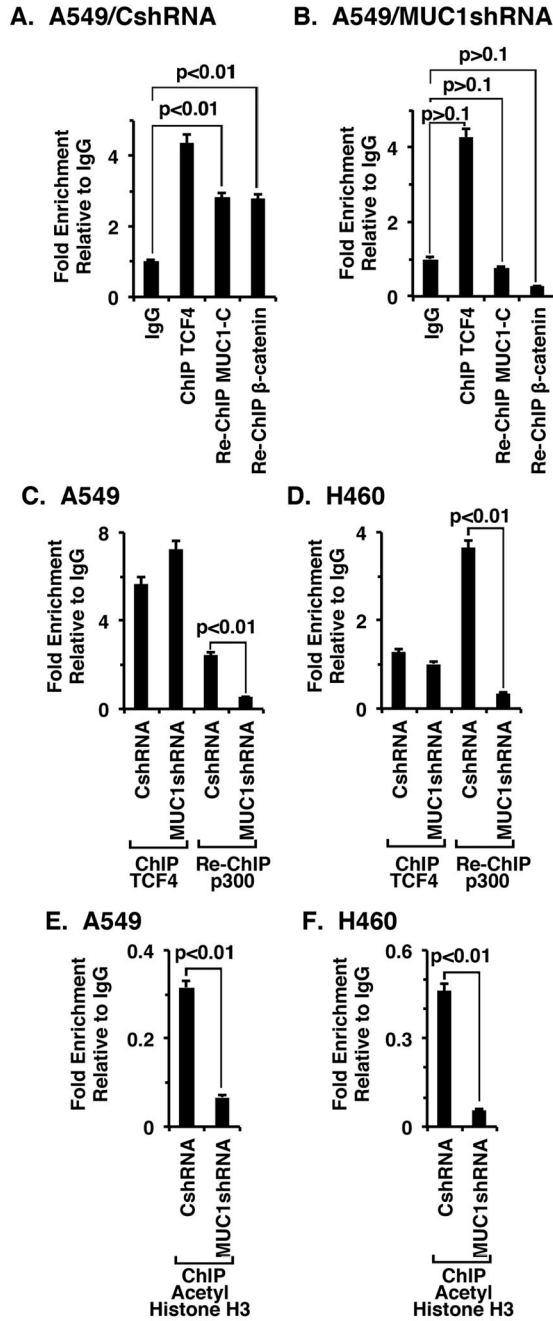 A. A549/CshRNA
p<0.01
p<0.01
Fold Enrichment
Relative to IgG
4
2
0
IgG
ChIP TCF4
Re-ChIP MUC1-C
Re-ChIP β-catenin
B. A549/MUC1shRNA
p>0.1
p>0.1
p>0.1
Fold Enrichment
Relative to IgG
4
2
0
IgG
ChIP TCF4
Re-ChIP MUC1-C
Re-ChIP β-catenin
C. A549
Fold Enrichment
Relative to IgG
8
6
4
2
0
p<0.01
CshRNA
MUC1shRNA
CshRNA
MUC1shRNA
ChIP
TCF4
Re-ChIP
p300
D. H460
Fold Enrichment
Relative to IgG
4
2
0
p<0.01
CshRNA
MUC1shRNA
CshRNA
MUC1shRNA
ChIP
TCF4
Re-ChIP
p300
E. A549
Fold Enrichment
Relative to IgG
0.4
0.2
0
p<0.01
CshRNA
MUC1shRNA
ChIP
Acetyl
Histone H3
F. H460
Fold Enrichment
Relative to IgG
0.6
0.4
0.2
0
p<0.01
CshRNA
MUC1shRNA
ChIP
Acetyl
Histone H3